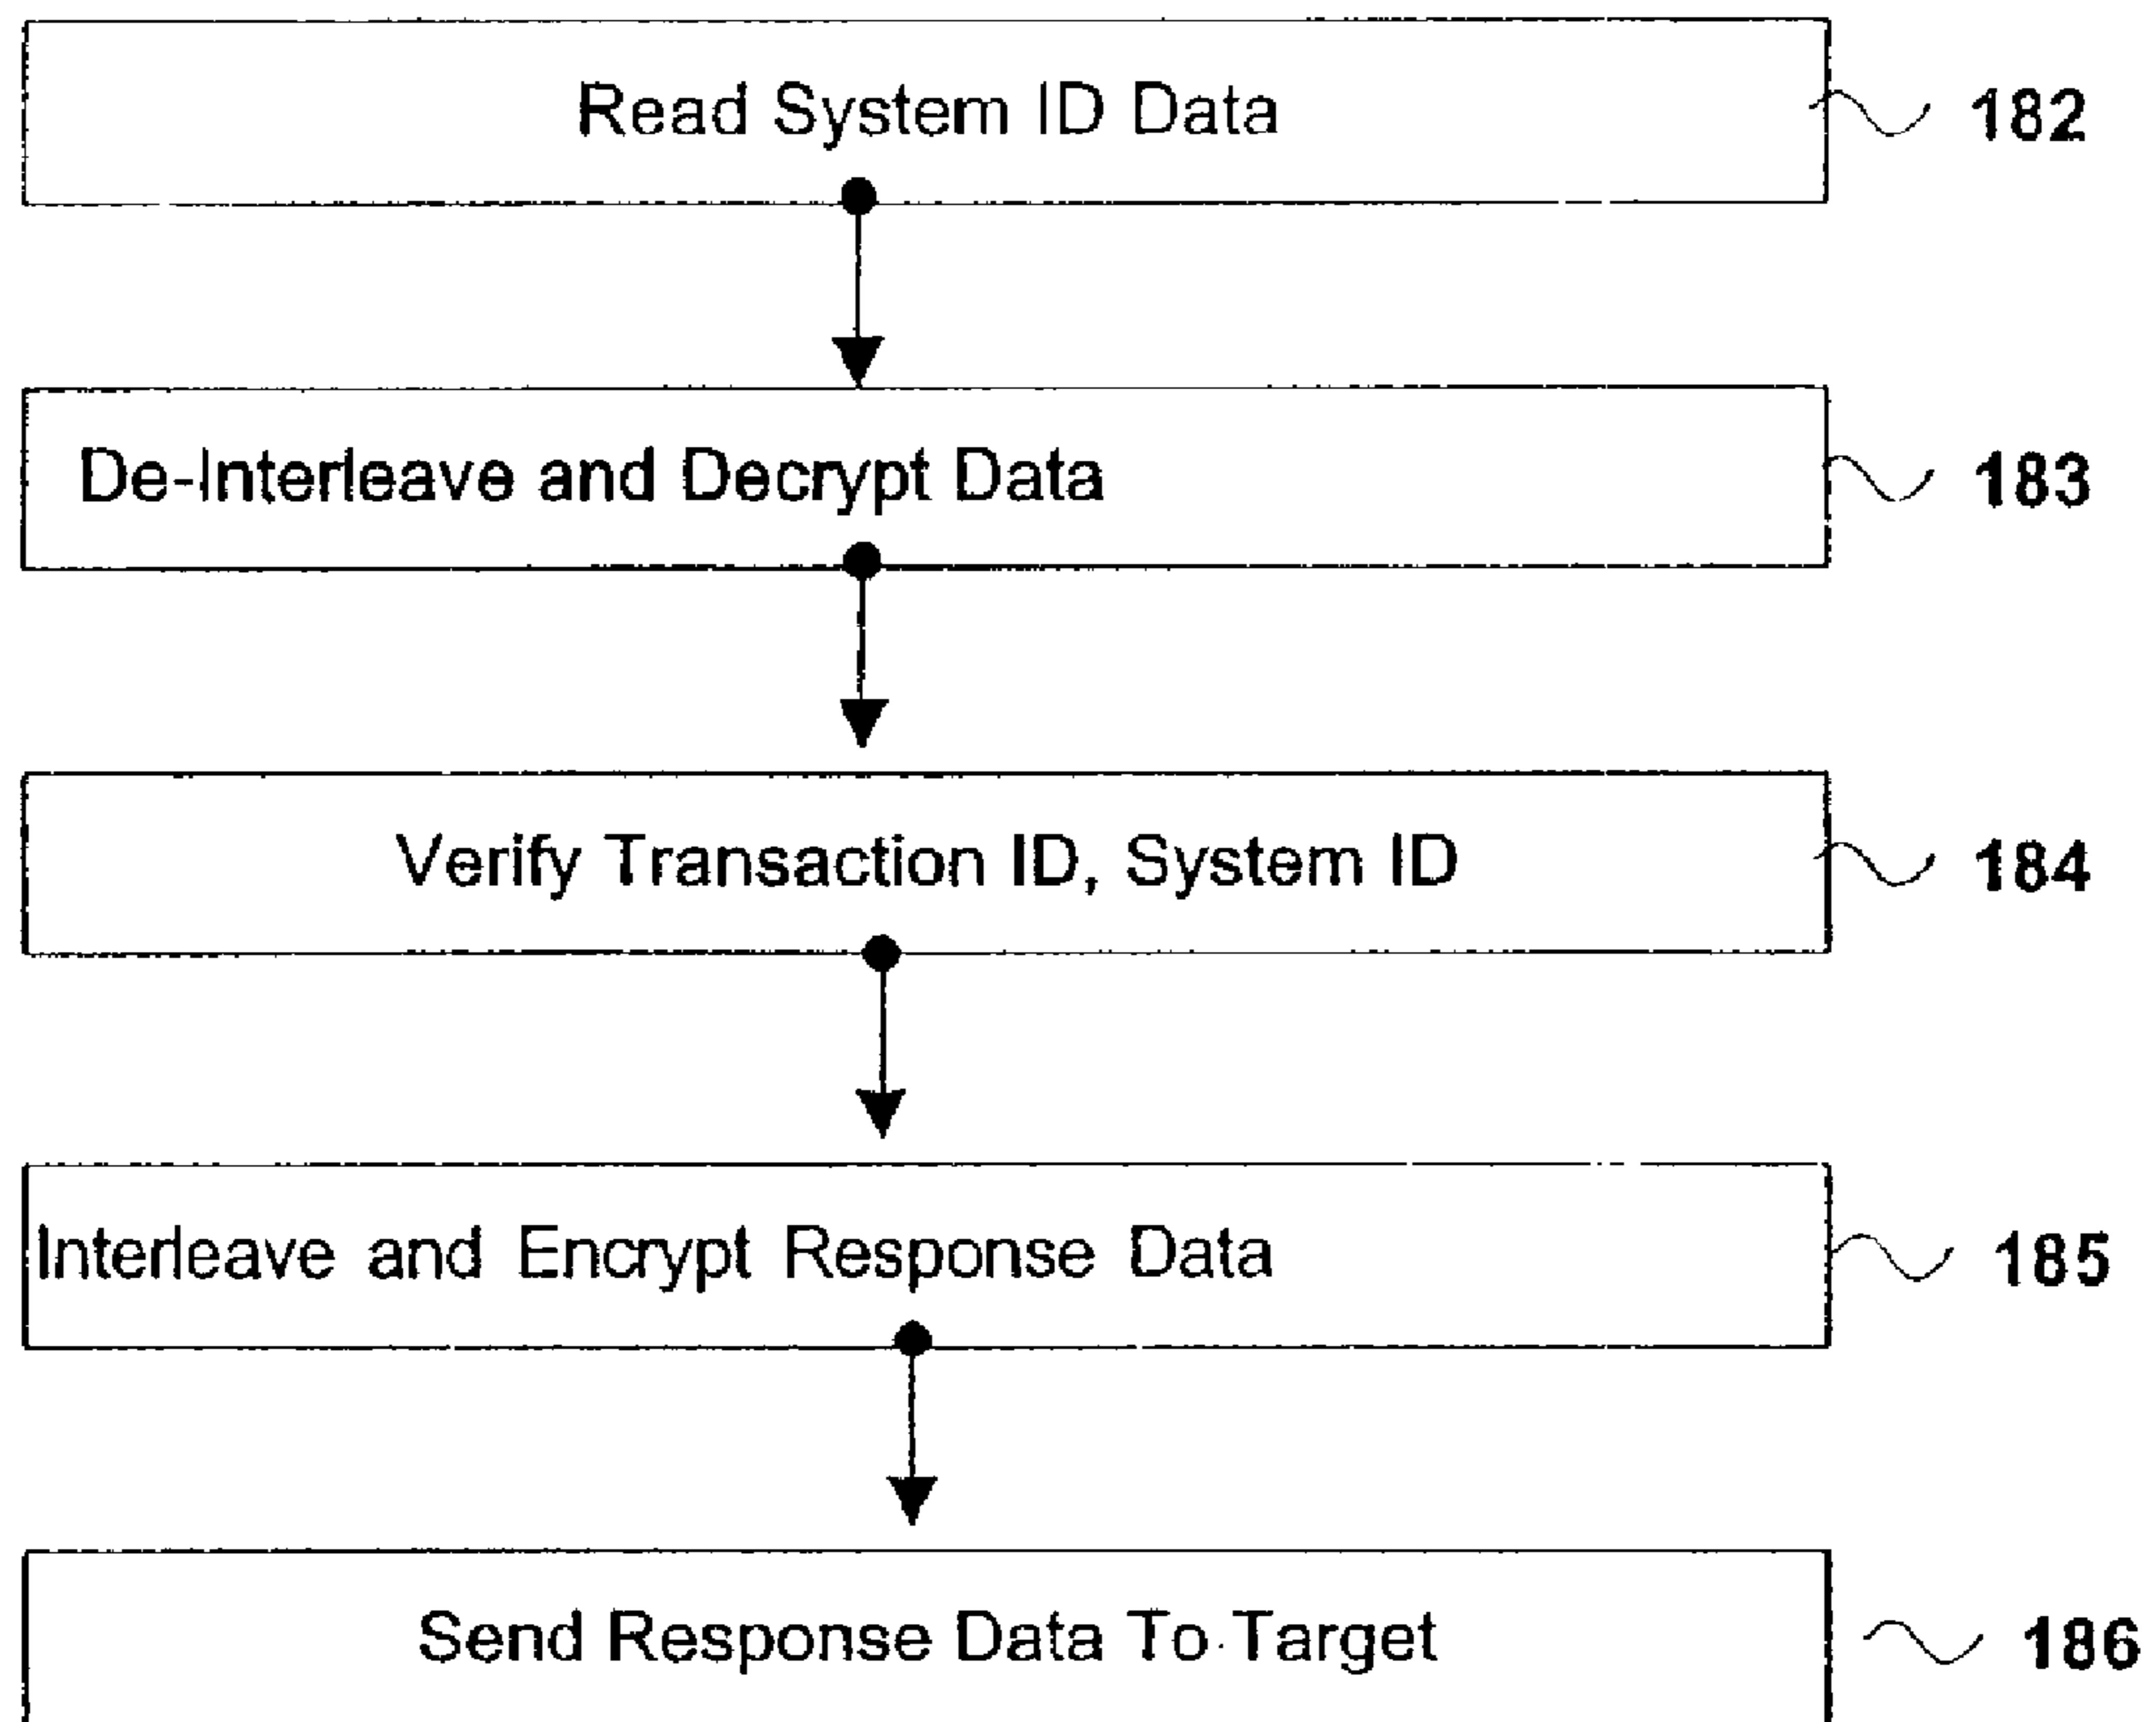 Read System ID Data
182
De-Interleave and Decrypt Data
183
Verify Transaction ID, System ID
184
Interleave and Encrypt Response Data
185
Send Response Data To Target
186